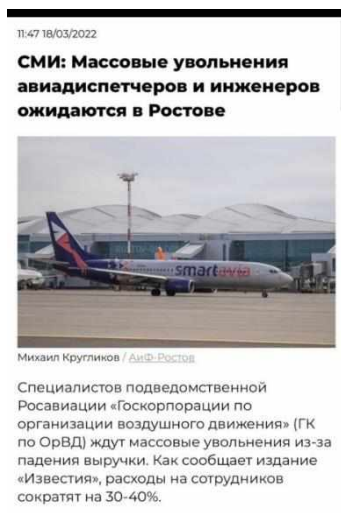 11:47 18/03/2022
СМИ: Массовые увольнения
авиадиспетчеров и инженеров
ожидаются в Ростове
smartavia
Михаил Кругликов / АиФ-Ростов
Специалистов подведомственной
Росавиации «Госкорпорации по
организации воздушного движения» (ГК
по ОрВД) ждут массовые увольнения из-за
падения выручки. Как сообщает издание
«Известия», расходы на сотрудников
сократят на 30-40%.